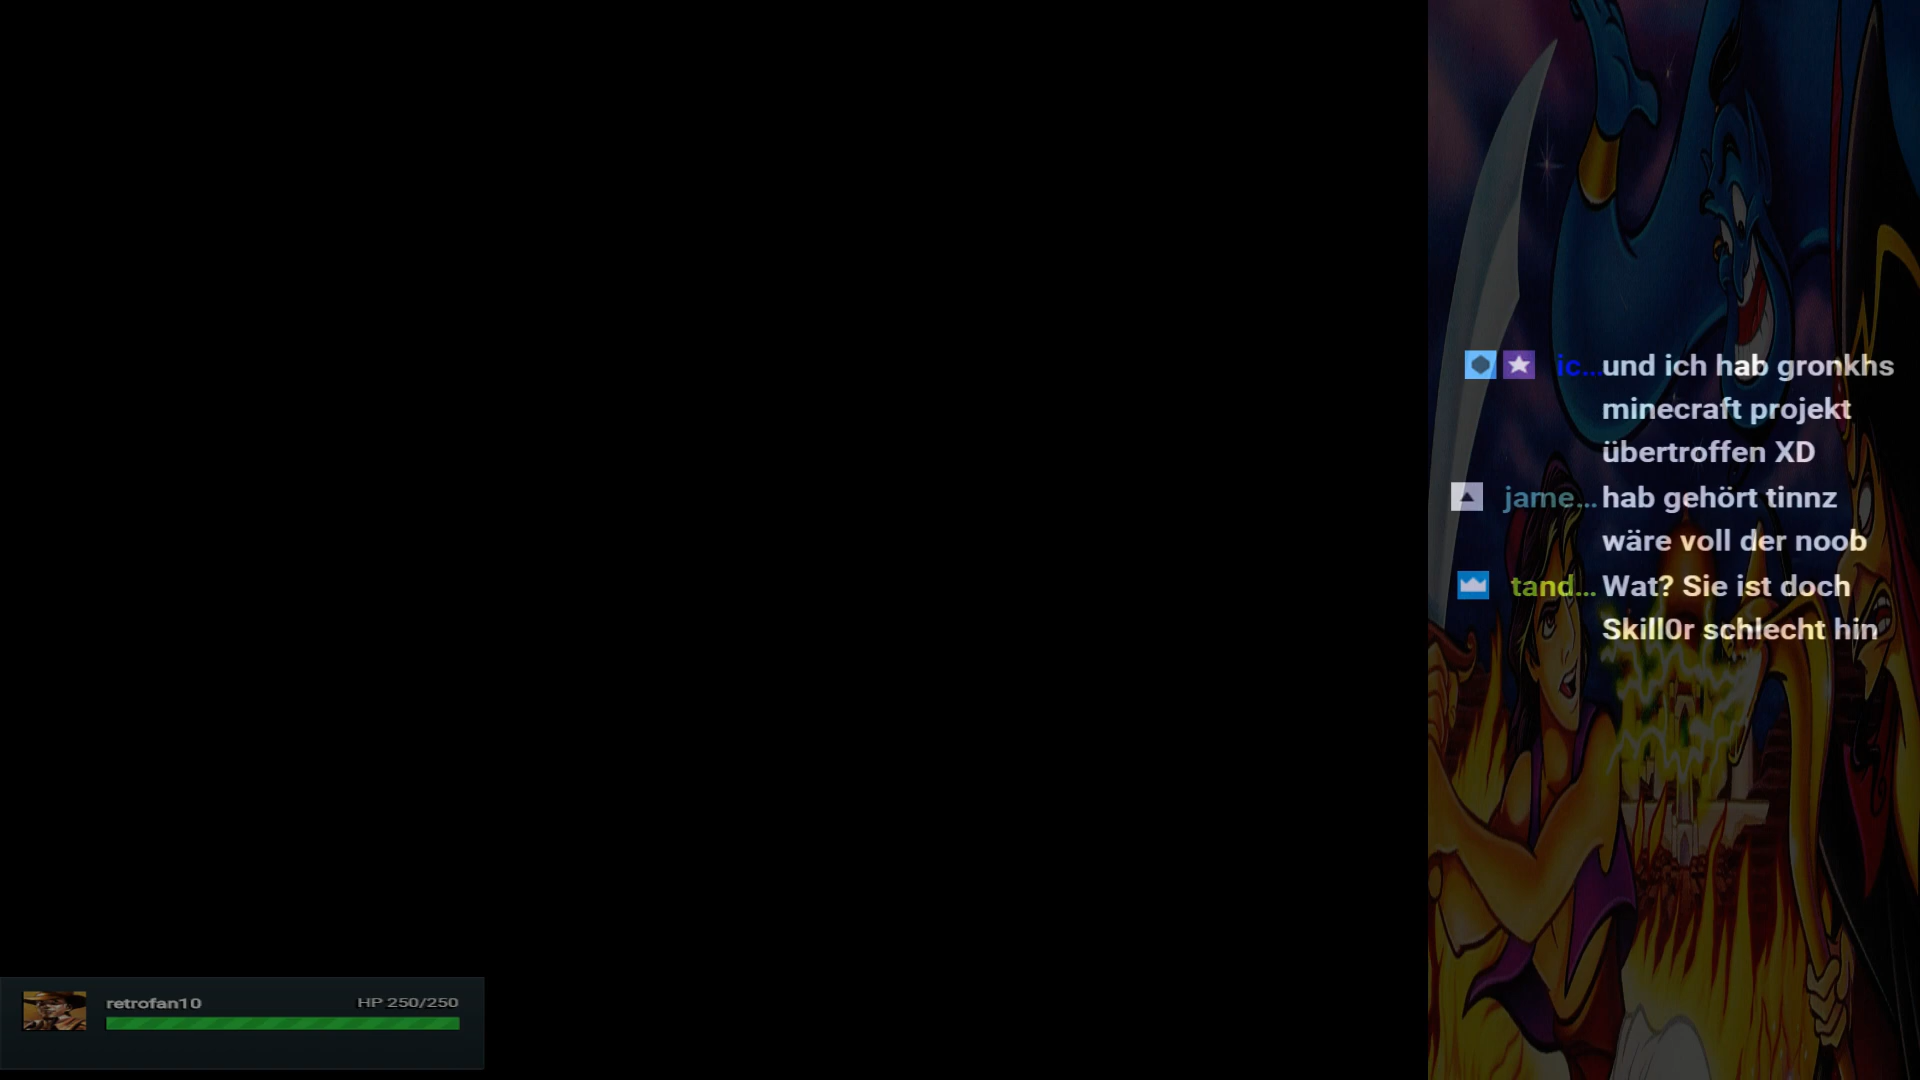 ic...und ich hab gronkhs
minecraft projekt
übertroffen XD
jame...hab gehört tinnz
wäre voll der noob
tand...Wat? Sie ist doch
Skill0r schlecht hin
retrofan10 HP 250/250